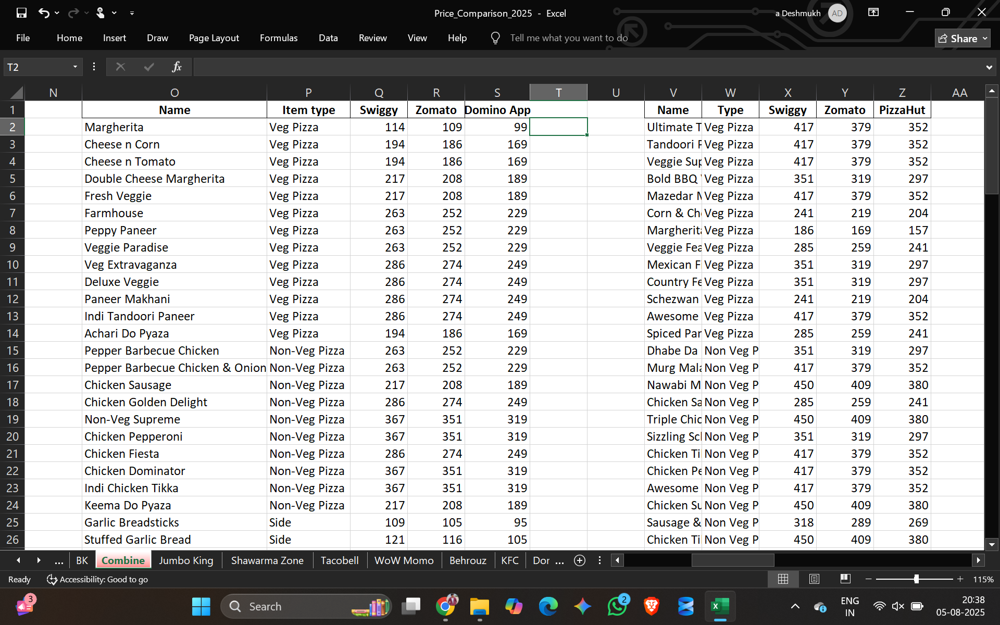 Price_Comparison_2025 - Excel
a Deshmukh AD
File Home Insert Draw Page Layout Formulas Data Review View Help Tell me what you want to do Share
T2 fx
N O P Q R S T U V W X Y Z AA
1 Name Item type Swiggy Zomato Domino App Name Type Swiggy Zomato PizzaHut
2 Margherita Veg Pizza 114 109 99 Ultimate T Veg Pizza 417 379 352
3 Cheese n Corn Veg Pizza 194 186 169 Tandoori P Veg Pizza 417 379 352
4 Cheese n Tomato Veg Pizza 194 186 169 Veggie Sup Veg Pizza 417 379 352
5 Double Cheese Margherita Veg Pizza 217 208 189 Bold BBQ Veg Pizza 351 319 297
6 Fresh Veggie Veg Pizza 217 208 189 Mazedar M Veg Pizza 417 379 352
7 Farmhouse Veg Pizza 263 252 229 Corn & Che Veg Pizza 241 219 204
8 Peppy Paneer Veg Pizza 263 252 229 Margherita Veg Pizza 186 169 157
9 Veggie Paradise Veg Pizza 263 252 229 Veggie Fea Veg Pizza 285 259 241
10 Veg Extravaganza Veg Pizza 286 274 249 Mexican Fi Veg Pizza 351 319 297
11 Deluxe Veggie Veg Pizza 286 274 249 Country Fe Veg Pizza 351 319 297
12 Paneer Makhani Veg Pizza 286 274 249 Schezwan Veg Pizza 241 219 204
13 Indi Tandoori Paneer Veg Pizza 286 274 249 Awesome Veg Pizza 417 379 352
14 Achari Do Pyaza Veg Pizza 194 186 169 Spiced Pan Veg Pizza 285 259 241
15 Pepper Barbecue Chicken Non-Veg Pizza 263 252 229 Dhabe Da Non Veg P 351 319 297
16 Pepper Barbecue Chicken & Onion Non-Veg Pizza 263 252 229 Murg Mala Non Veg P 417 379 352
17 Chicken Sausage Non-Veg Pizza 217 208 189 Nawabi M Non Veg P 450 409 380
18 Chicken Golden Delight Non-Veg Pizza 286 274 249 Chicken Sa Non Veg P 285 259 241
19 Non-Veg Supreme Non-Veg Pizza 367 351 319 Triple Chic Non Veg P 450 409 380
20 Chicken Pepperoni Non-Veg Pizza 367 351 319 Sizzling Sch Non Veg P 351 319 297
21 Chicken Fiesta Non-Veg Pizza 286 274 249 Chicken Ti Non Veg P 417 379 352
22 Chicken Dominator Non-Veg Pizza 367 351 319 Chicken Pe Non Veg P 417 379 352
23 Indi Chicken Tikka Non-Veg Pizza 367 351 319 Awesome Non Veg P 417 379 352
24 Keema Do Pyaza Non-Veg Pizza 217 208 189 Chicken Su Non Veg P 450 409 380
25 Garlic Breadsticks Side 109 105 95 Sausage & Non Veg P 318 289 269
26 Stuffed Garlic Bread Side 121 116 105 Chicken Ti Non Veg P 450 409 380
... BK Combine Jumbo King Shawarma Zone Tacobell WoW Momo Behrouz KFC Dor ...
Ready Accessibility: Good to go 115%
3 Search 2 ENG IN 20:38 05-08-2025